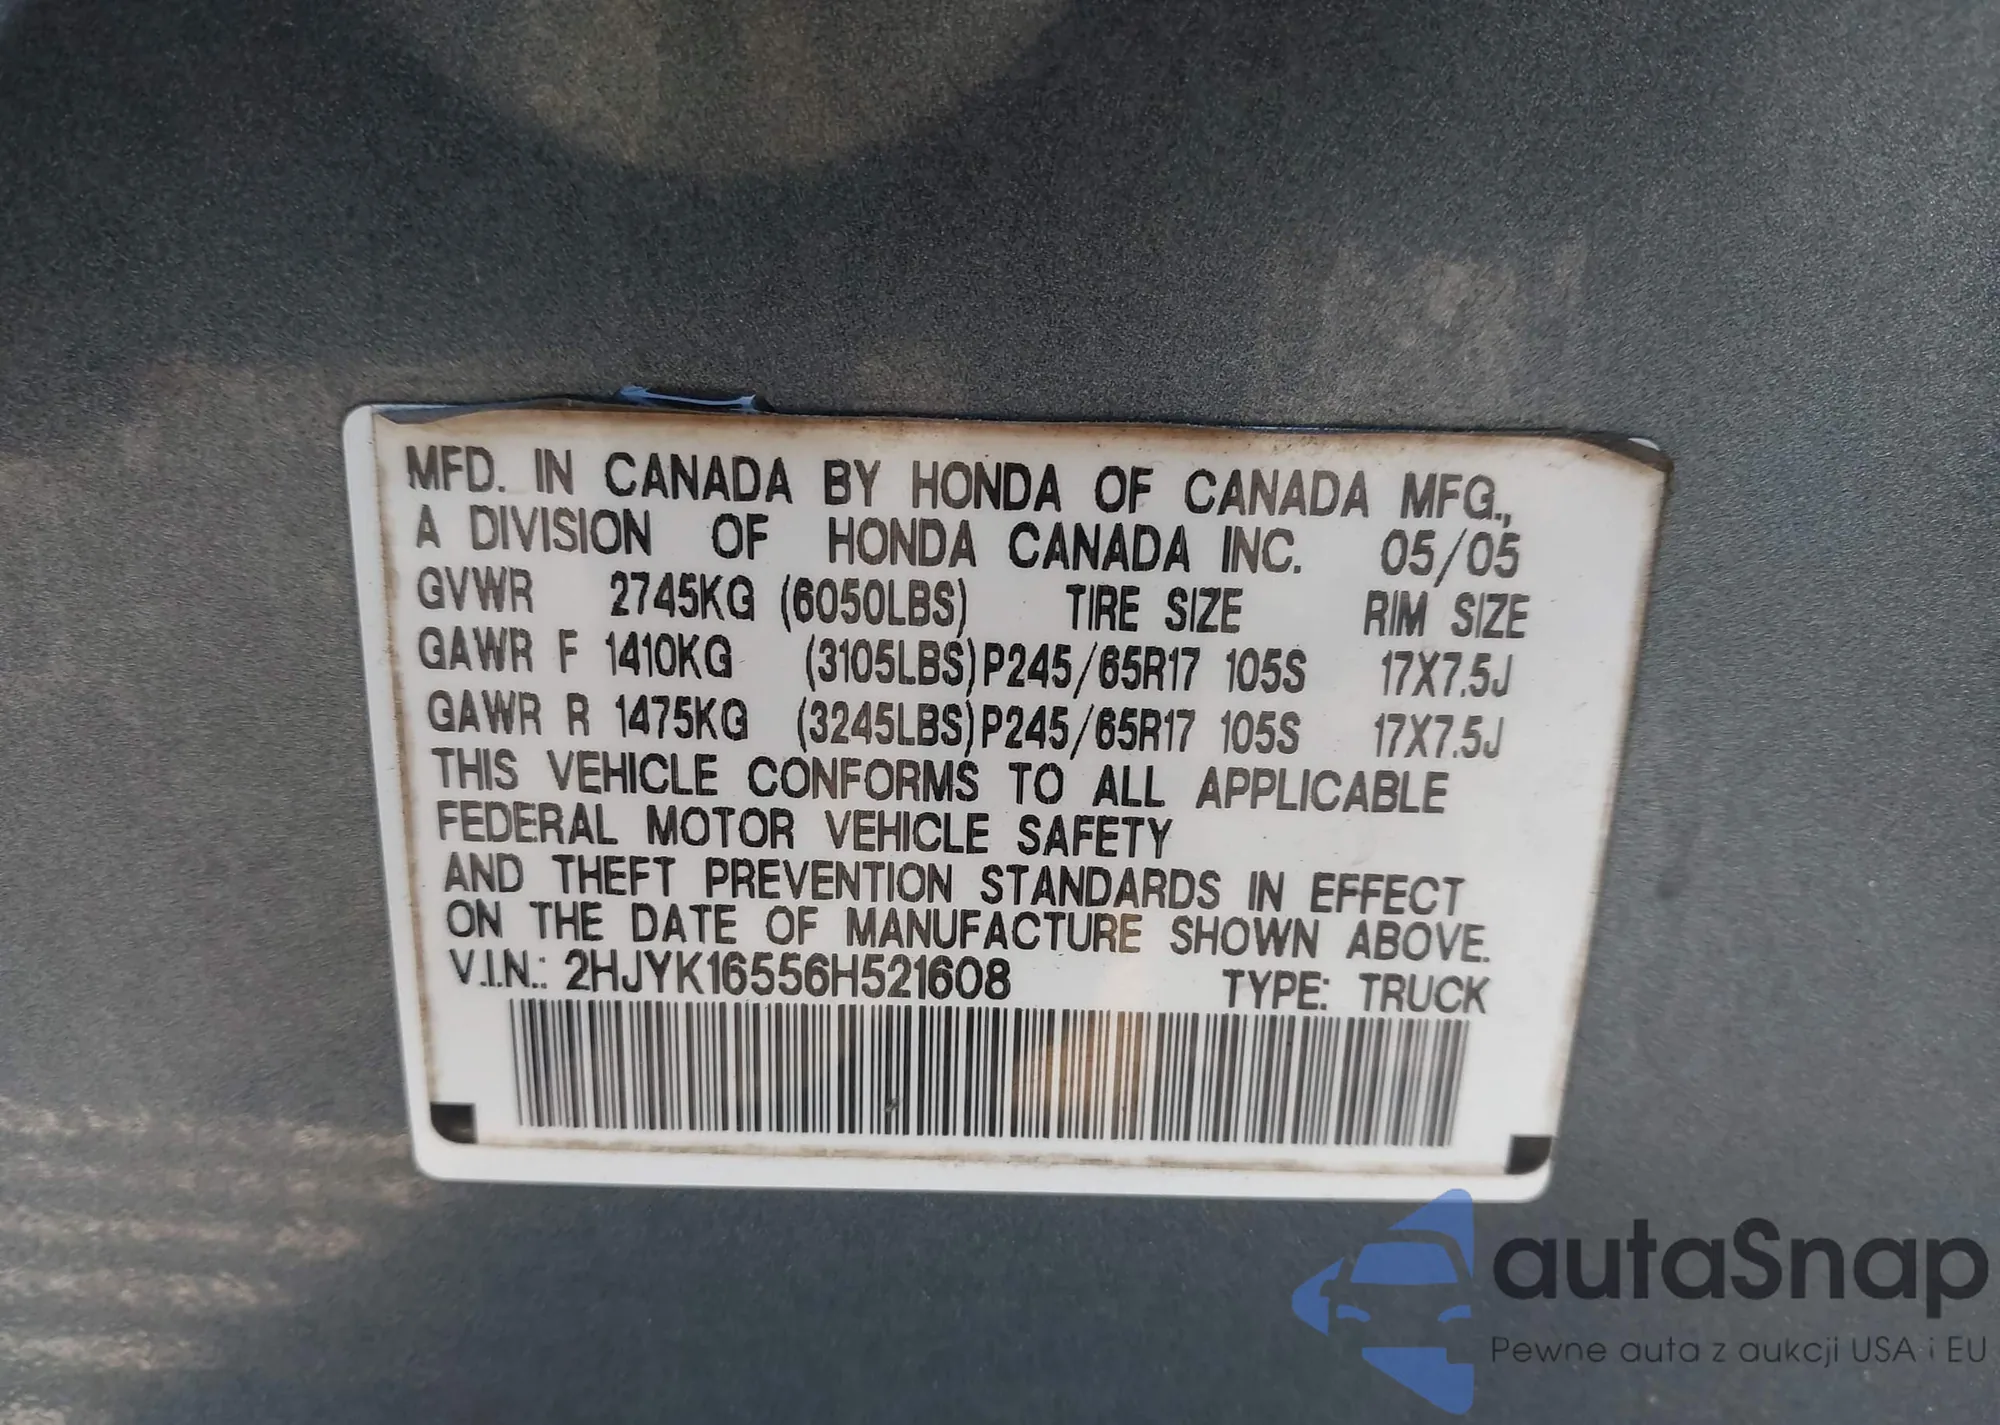 MFD. IN CANADA BY HONDA OF CANADA MFG.,
A DIVISION OF HONDA CANADA INC. 05/05
GVWR 2745KG (6050LBS) TIRE SIZE RIM SIZE
GAWR F 1410KG (3105LBS) P245/65R17 105S 17X7.5J
GAWR R 1475KG (3245LBS) P245/65R17 105S 17X7.5J
THIS VEHICLE CONFORMS TO ALL APPLICABLE
FEDERAL MOTOR VEHICLE SAFETY
AND THEFT PREVENTION STANDARDS IN EFFECT
ON THE DATE OF MANUFACTURE SHOWN ABOVE.
V.I.N.: 2HJYK16556H521608 TYPE: TRUCK
autaSnap
Pewne auta z aukcji USA i EU